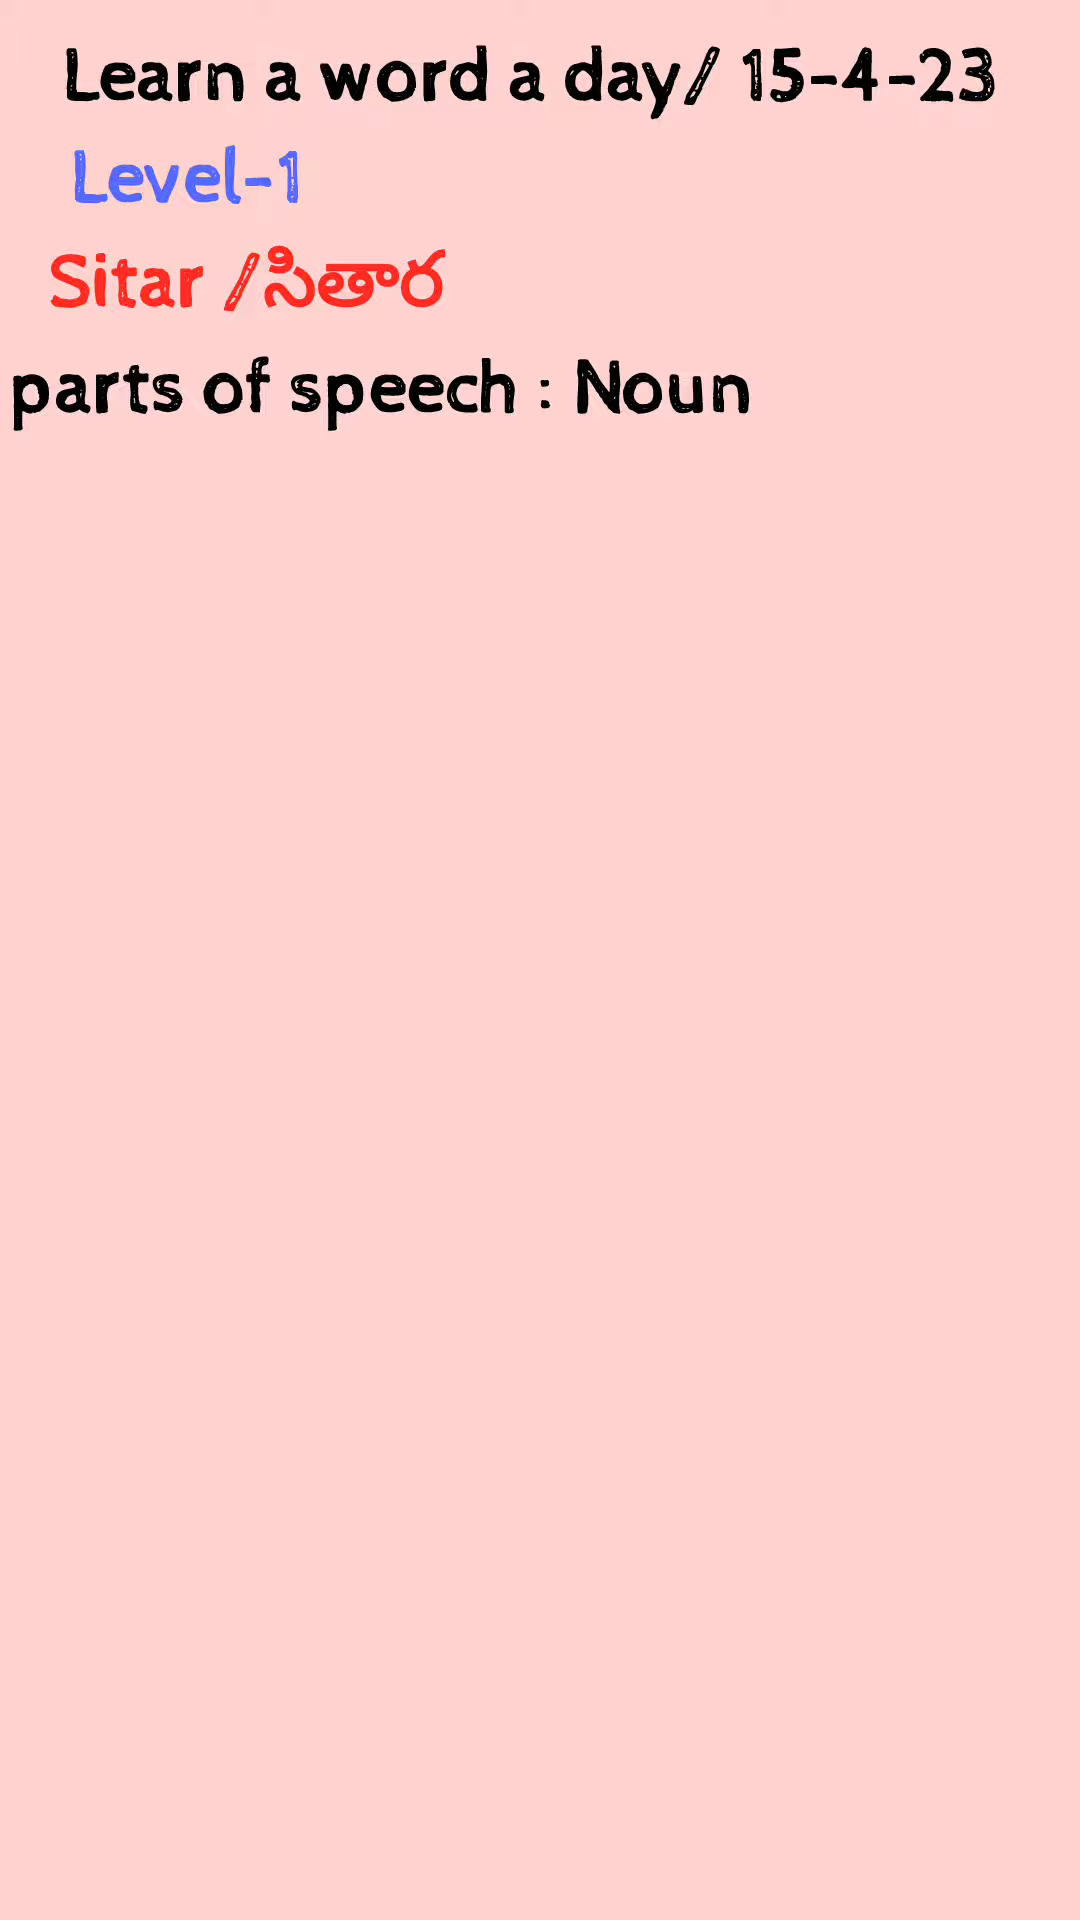 Learn a word a day/ 15-4-23
Level-1
Sitar /సితార
parts of speech : Noun